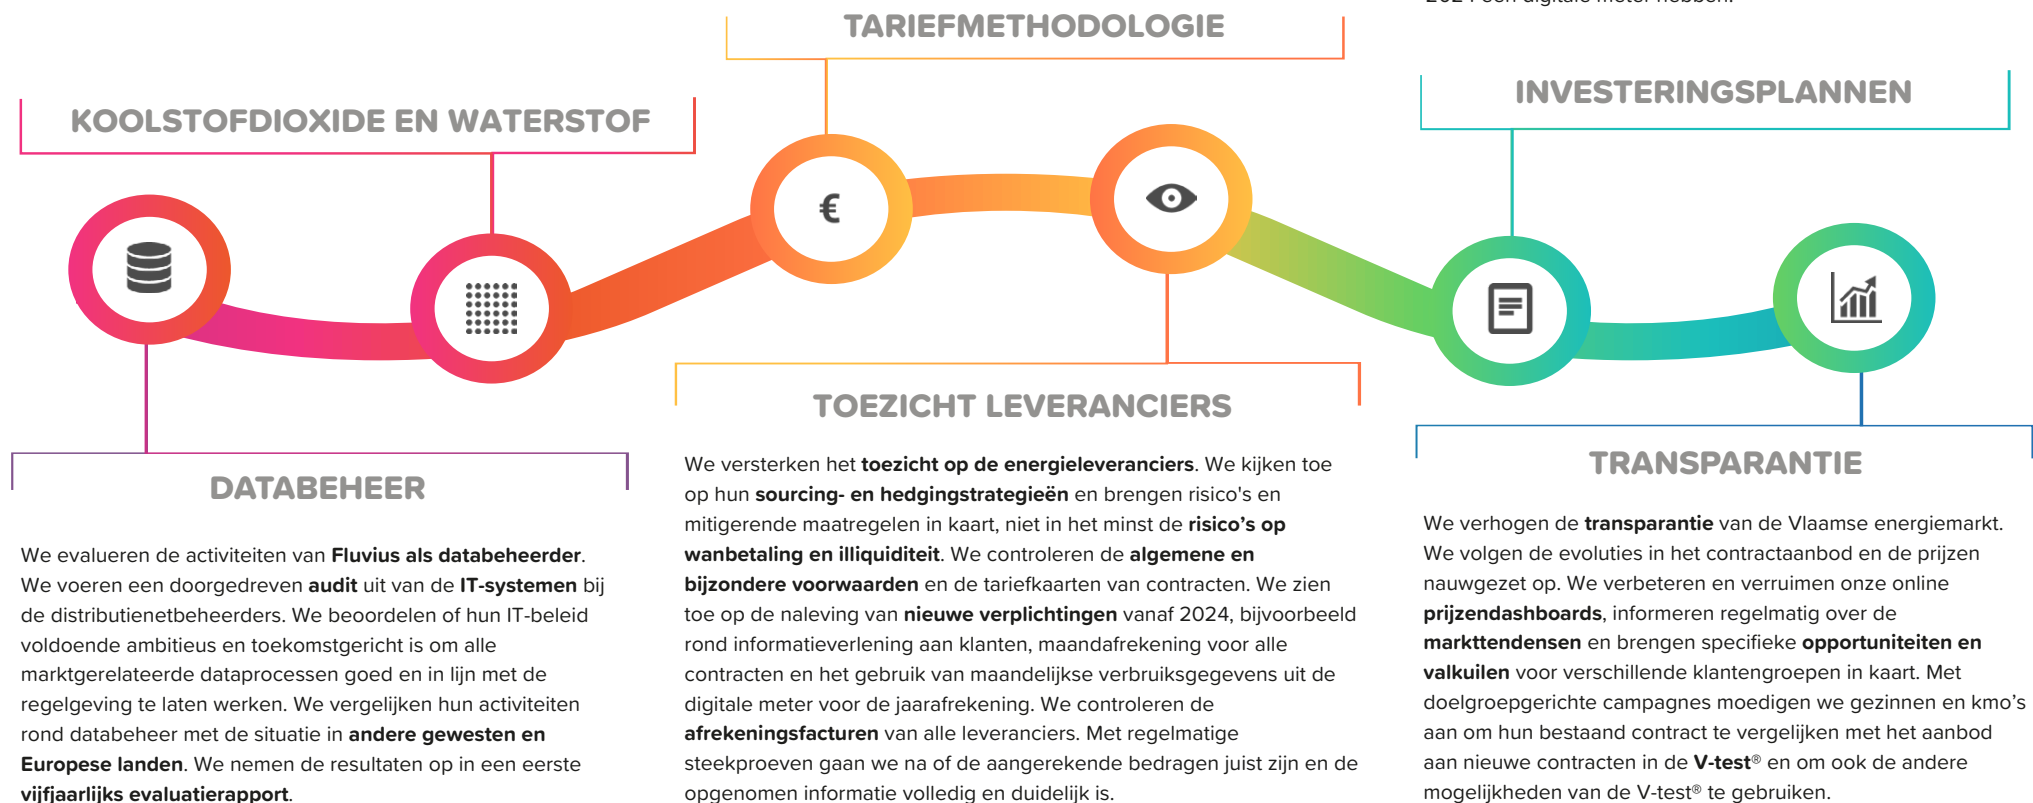 2024 een digitale meter hebben.
TARIEFMETHODOLOGIE
INVESTERINGSPLANNEN
KOOLSTOFDIOXIDE EN WATERSTOF
€
DATABEHEER
We evalueren de activiteiten van Fluvius als databeheerder.
We voeren een doorgedreven audit uit van de IT-systemen bij
de distributienetbeheerders. We beoordelen of hun IT-beleid
voldoende ambitieus en toekomstgericht is om alle
marktgerelateerde dataprocessen goed en in lijn met de
regelgeving te laten werken. We vergelijken hun activiteiten
rond databeheer met de situatie in andere gewesten en
Europese landen. We nemen de resultaten op in een eerste
vijfjaarlijks evaluatierapport.
TOEZICHT LEVERANCIERS
We versterken het toezicht op de energieleveranciers. We kijken toe
op hun sourcing- en hedgingstrategieën en brengen risico's en
mitigerende maatregelen in kaart, niet in het minst de risico’s op
wanbetaling en illiquiditeit. We controleren de algemene en
bijzondere voorwaarden en de tariefkaarten van contracten. We zien
toe op de naleving van nieuwe verplichtingen vanaf 2024, bijvoorbeeld
rond informatieverlening aan klanten, maandafrekening voor alle
contracten en het gebruik van maandelijkse verbruiksgegevens uit de
digitale meter voor de jaarafrekening. We controleren de
afrekeningsfacturen van alle leveranciers. Met regelmatige
steekproeven gaan we na of de aangerekende bedragen juist zijn en de
opgenomen informatie volledig en duidelijk is.
TRANSPARANTIE
We verhogen de transparantie van de Vlaamse energiemarkt.
We volgen de evoluties in het contractaanbod en de prijzen
nauwgezet op. We verbeteren en verruimen onze online
prijzendashboards, informeren regelmatig over de
markttendensen en brengen specifieke opportuniteiten en
valkuilen voor verschillende klantengroepen in kaart. Met
doelgroepgerichte campagnes moedigen we gezinnen en kmo’s
aan om hun bestaand contract te vergelijken met het aanbod
aan nieuwe contracten in de V-test® en om ook de andere
mogelijkheden van de V-test® te gebruiken.